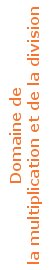 Domaine de
la multiplication et de la division